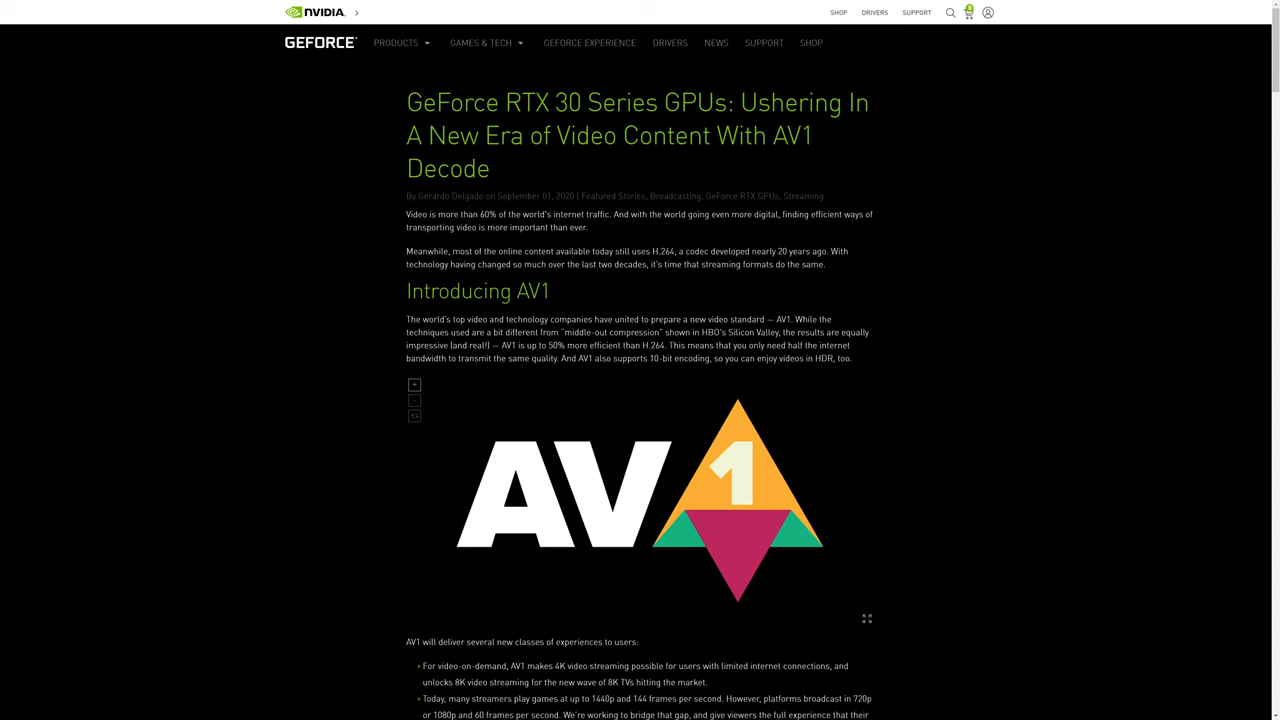 NVIDIA.
SHOP DRIVERS SUPPORT 0
GEFORCE PRODUCTS GAMES & TECH GEFORCE EXPERIENCE DRIVERS NEWS SUPPORT SHOP
GeForce RTX 30 Series GPUs: Ushering In
A New Era of Video Content With AV1
Decode
By Gerardo Delgado on September 01, 2020 | Featured Stories, Broadcasting, GeForce RTX GPUs, Streaming
Video is more than 60% of the world's internet traffic. And with the world going even more digital, finding efficient ways of
transporting video is more important than ever.
Meanwhile, most of the online content available today still uses H.264, a codec developed nearly 20 years ago. With
technology having changed so much over the last two decades, it's time that streaming formats do the same.
Introducing AV1
The world's top video and technology companies have united to prepare a new video standard — AV1. While the
techniques used are a bit different from "middle-out compression" shown in HBO's Silicon Valley, the results are equally
impressive (and real!) — AV1 is up to 50% more efficient than H.264. This means that you only need half the internet
bandwidth to transmit the same quality. And AV1 also supports 10-bit encoding, so you can enjoy videos in HDR, too.
AV1
AV1 will deliver several new classes of experiences to users:
For video-on-demand, AV1 makes 4K video streaming possible for users with limited internet connections, and
unlocks 8K video streaming for the new wave of 8K TVs hitting the market.
Today, many streamers play games at up to 1440p and 144 frames per second. However, platforms broadcast in 720p
or 1080p and 60 frames per second. We're working to bridge that gap, and give viewers the full experience that their